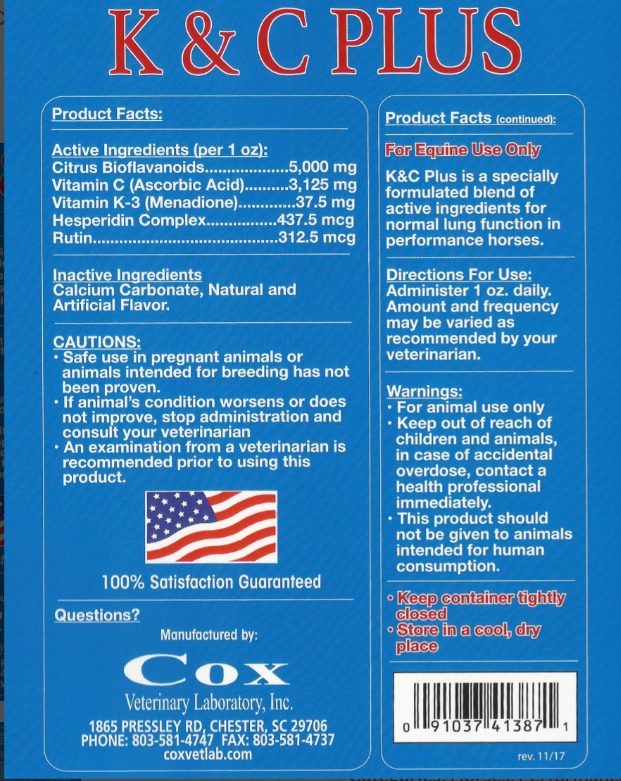 K & C PLUS
Product Facts:
Active Ingredients (per 1 oz):
Citrus Bioflavanoids....................5,000 mg
Vitamin C (Ascorbic Acid)..........3,125 mg
Vitamin K-3 (Menadione).............37.5 mg
Hesperidin Complex................437.5 mcg
Rutin..........................................312.5 mcg
Inactive Ingredients
Calcium Carbonate, Natural and
Artificial Flavor.
CAUTIONS:
• Safe use in pregnant animals or
animals intended for breeding has not
been proven.
• If animal's condition worsens or does
not improve, stop administration and
consult your veterinarian
• An examination from a veterinarian is
recommended prior to using this
product.
100% Satisfaction Guaranteed
Questions?
Manufactured by:
COX
Veterinary Laboratory, Inc.
1865 PRESSLEY RD, CHESTER, SC 29706
PHONE: 803-581-4747 FAX: 803-581-4737
coxvetlab.com
Product Facts (continued):
For Equine Use Only
K&C Plus is a specially
formulated blend of
active ingredients for
normal lung function in
performance horses.
Directions For Use:
Administer 1 oz. daily.
Amount and frequency
may be varied as
recommended by your
veterinarian.
Warnings:
• For animal use only
• Keep out of reach of
children and animals,
in case of accidental
overdose, contact a
health professional
immediately.
• This product should
not be given to animals
intended for human
consumption.
• Keep container tightly
closed
• Store in a cool, dry
place
0 91037 41387 1
rev. 11/17